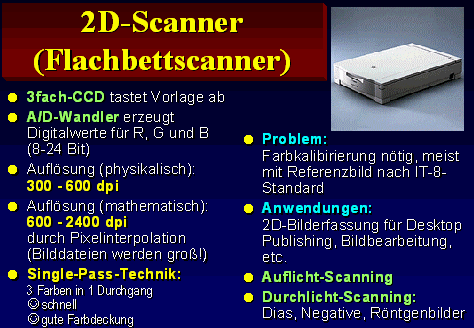 2D-Scanner
(Flachbettscanner)
3fach-CCD tastet Vorlage ab
A/D-Wandler erzeugt
Digitalwerte für R, G und B
(8-24 Bit)
Auflösung (physikalisch):
300 - 600 dpi
Auflösung (mathematisch):
600 - 2400 dpi
durch Pixelinterpolation
(Bilddateien werden groß!)
Single-Pass-Technik:
3 Farben in 1 Durchgang
☺ schnell
☺ gute Farbdeckung
Problem:
Farbkalibirierung nötig, meist
mit Referenzbild nach IT-8-
Standard
Anwendungen:
2D-Bilderfassung für Desktop
Publishing, Bildbearbeitung,
etc.
Auflicht-Scanning
Durchlicht-Scanning:
Dias, Negative, Röntgenbilder